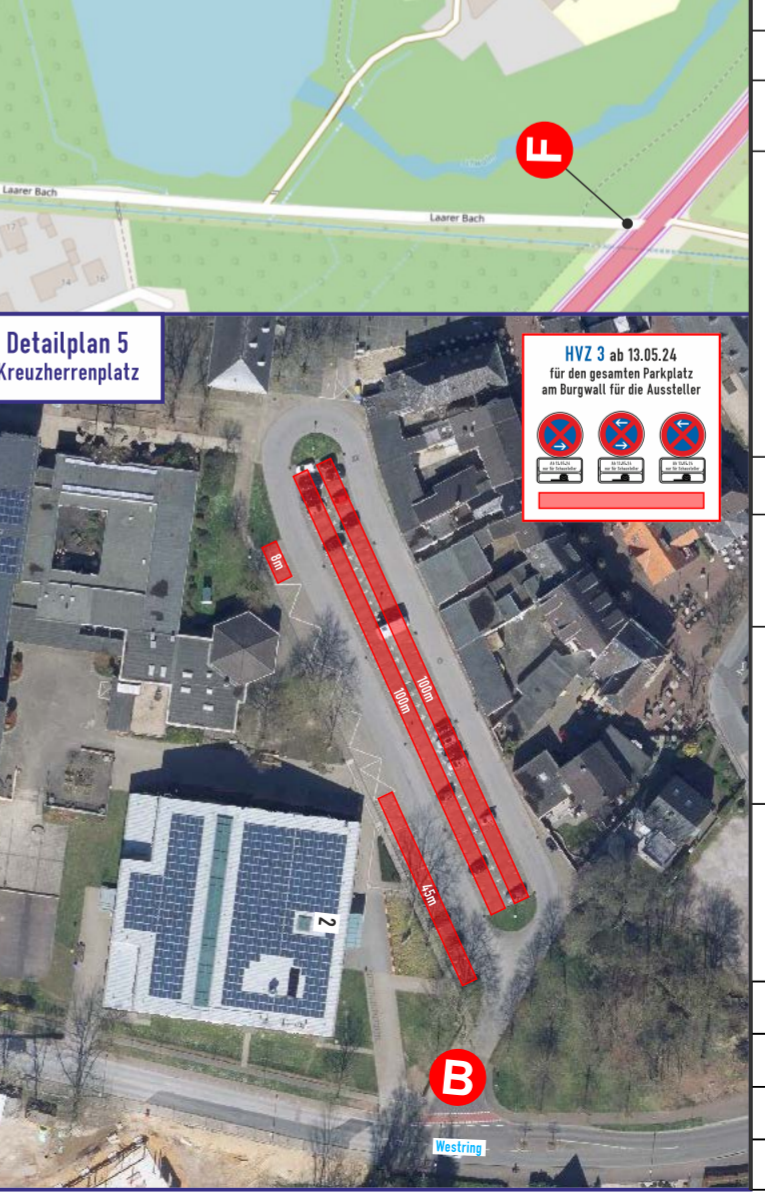 Laarer Bach
F
Laarer Bach
Detailplan 5
Kreuzherrenplatz
HVZ 3 ab 13.05.24
für den gesamten Parkplatz
am Burgwall für die Aussteller
8m
100m
100m
45m
2
B
Westring